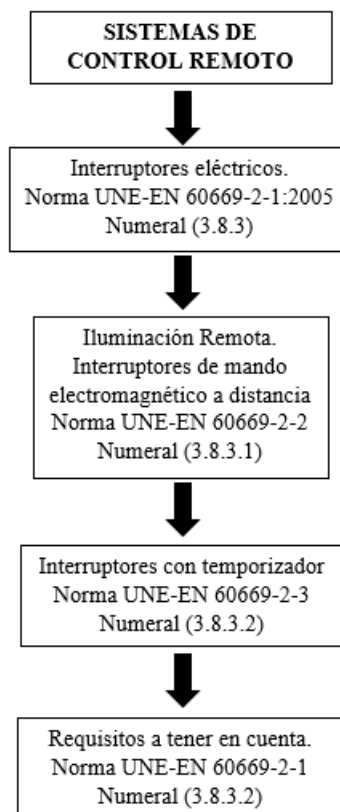 SISTEMAS DE
CONTROL REMOTO
Interruptores eléctricos.
Norma UNE-EN 60669-2-1:2005
Numeral (3.8.3)
Iluminación Remota.
Interruptores de mando
electromagnético a distancia
Norma UNE-EN 60669-2-2
Numeral (3.8.3.1)
Interruptores con temporizador
Norma UNE-EN 60669-2-3
Numeral (3.8.3.2)
Requisitos a tener en cuenta.
Norma UNE-EN 60669-2-1
Numeral (3.8.3.2)